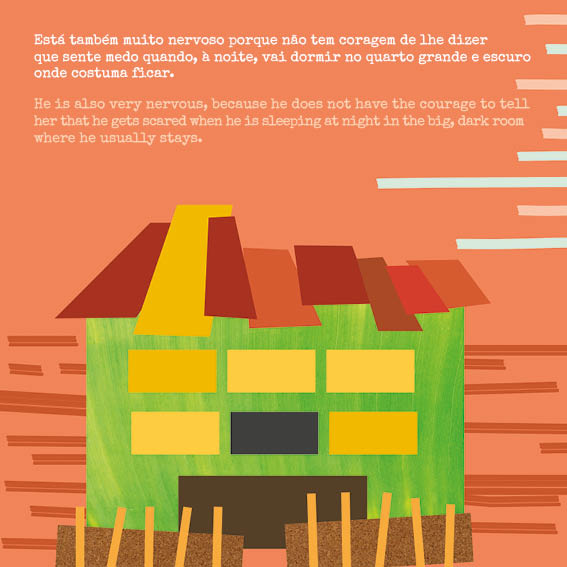 Está também muito nervoso porque não tem coragem de lhe dizer
que sente medo quando, à noite, vai dormir no quarto grande e escuro
onde costuma ficar.
He is also very nervous, because he does not have the courage to tell
her that he gets scared when he is sleeping at night in the big, dark room
where he usually stays.